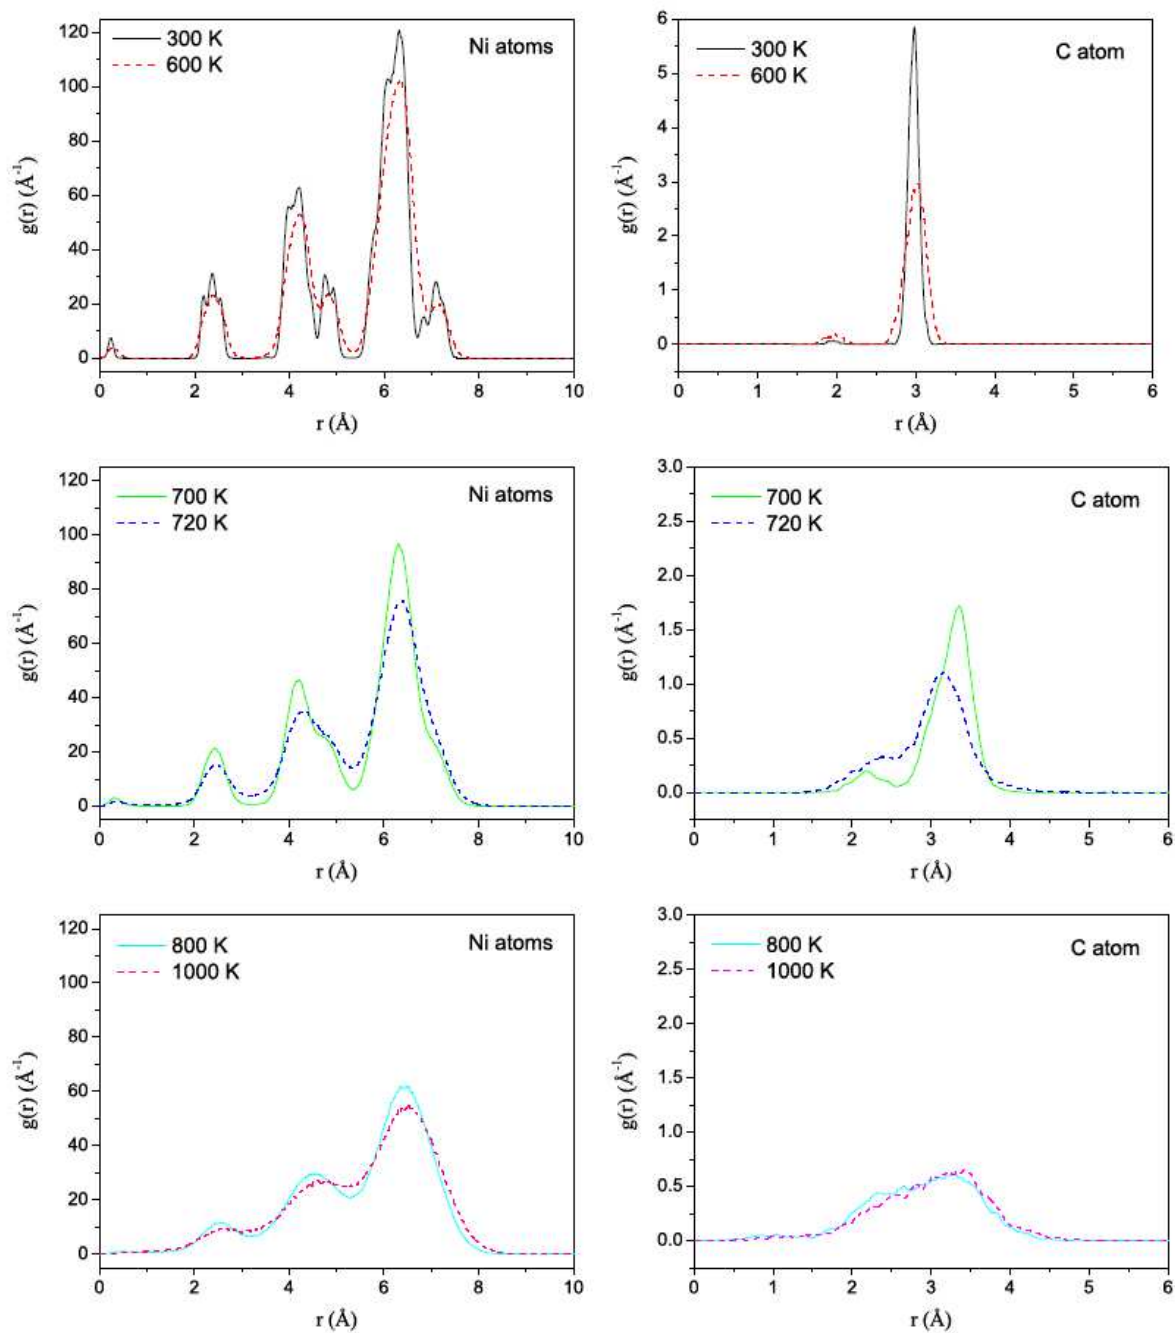 300 K
600 K
Ni atoms
g(r) (Å⁻¹)
120
100
80
60
40
20
0
0 2 4 6 8 10
r (Å)
300 K
600 K
C atom
g(r) (Å⁻¹)
6
5
4
3
2
1
0
0 1 2 3 4 5 6
r (Å)
700 K
720 K
Ni atoms
g(r) (Å⁻¹)
120
100
80
60
40
20
0
0 2 4 6 8 10
r (Å)
700 K
720 K
C atom
g(r) (Å⁻¹)
3.0
2.5
2.0
1.5
1.0
0.5
0.0
0 1 2 3 4 5 6
r (Å)
800 K
1000 K
Ni atoms
g(r) (Å⁻¹)
120
100
80
60
40
20
0
0 2 4 6 8 10
r (Å)
800 K
1000 K
C atom
g(r) (Å⁻¹)
3.0
2.5
2.0
1.5
1.0
0.5
0.0
0 1 2 3 4 5 6
r (Å)